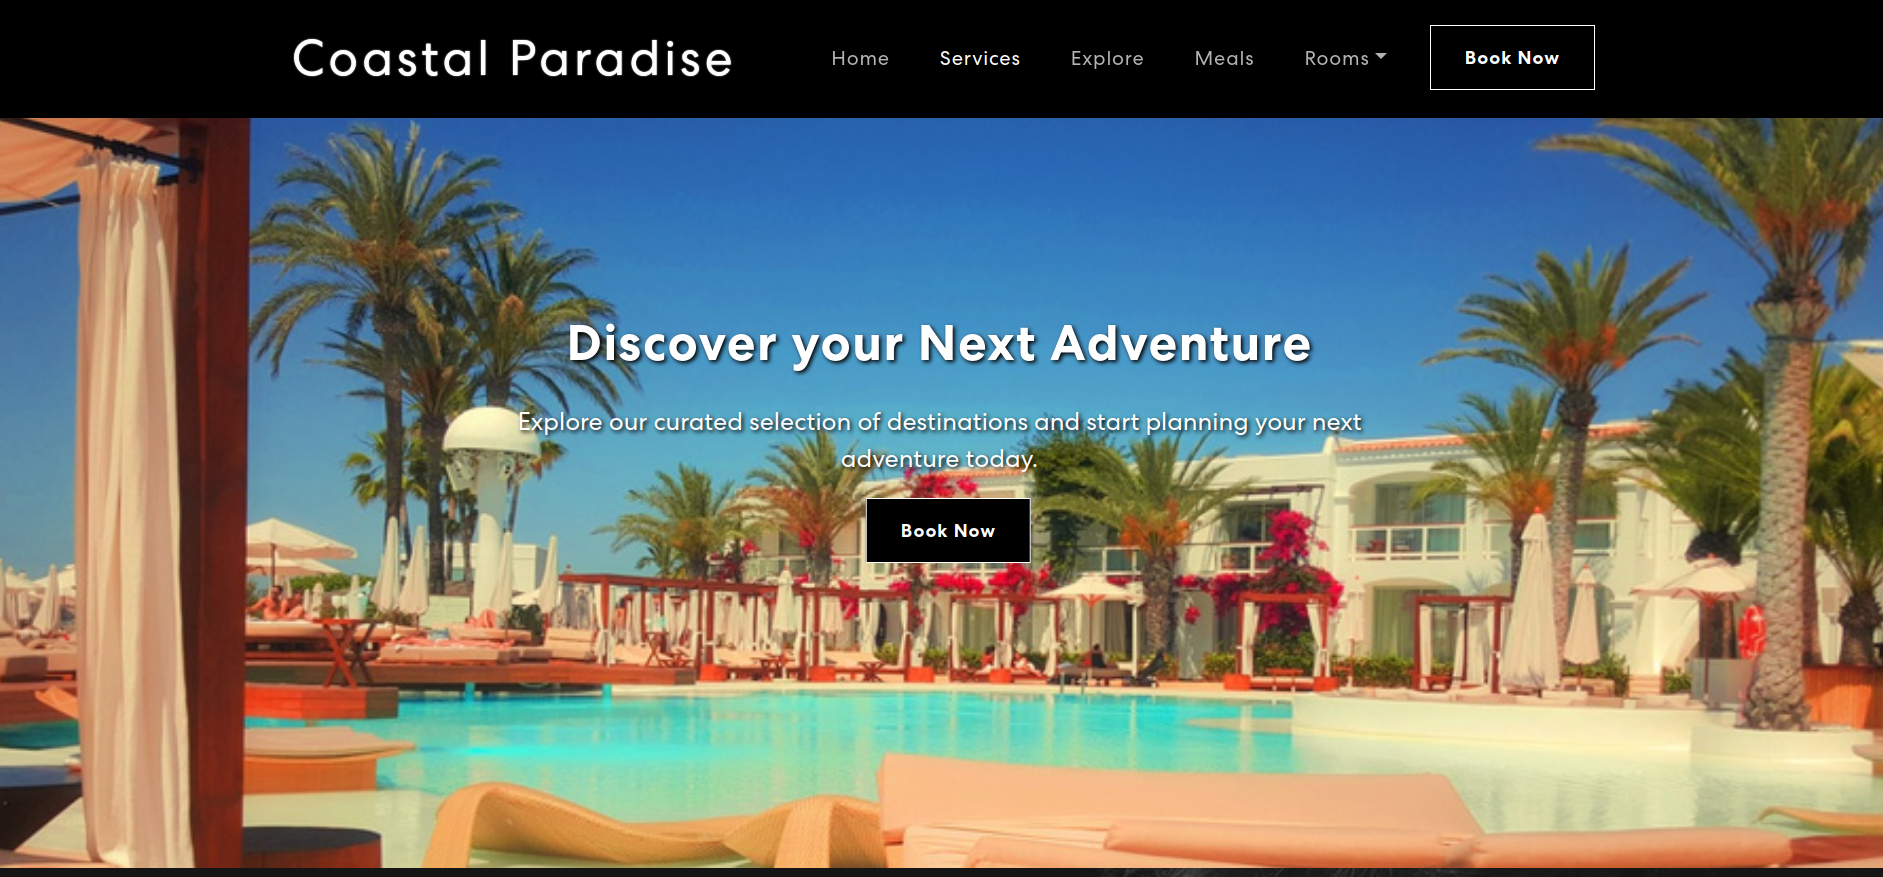 Coastal Paradise
Home Services Explore Meals Rooms Book Now
Discover your Next Adventure
Explore our curated selection of destinations and start planning your next
adventure today.
Book Now